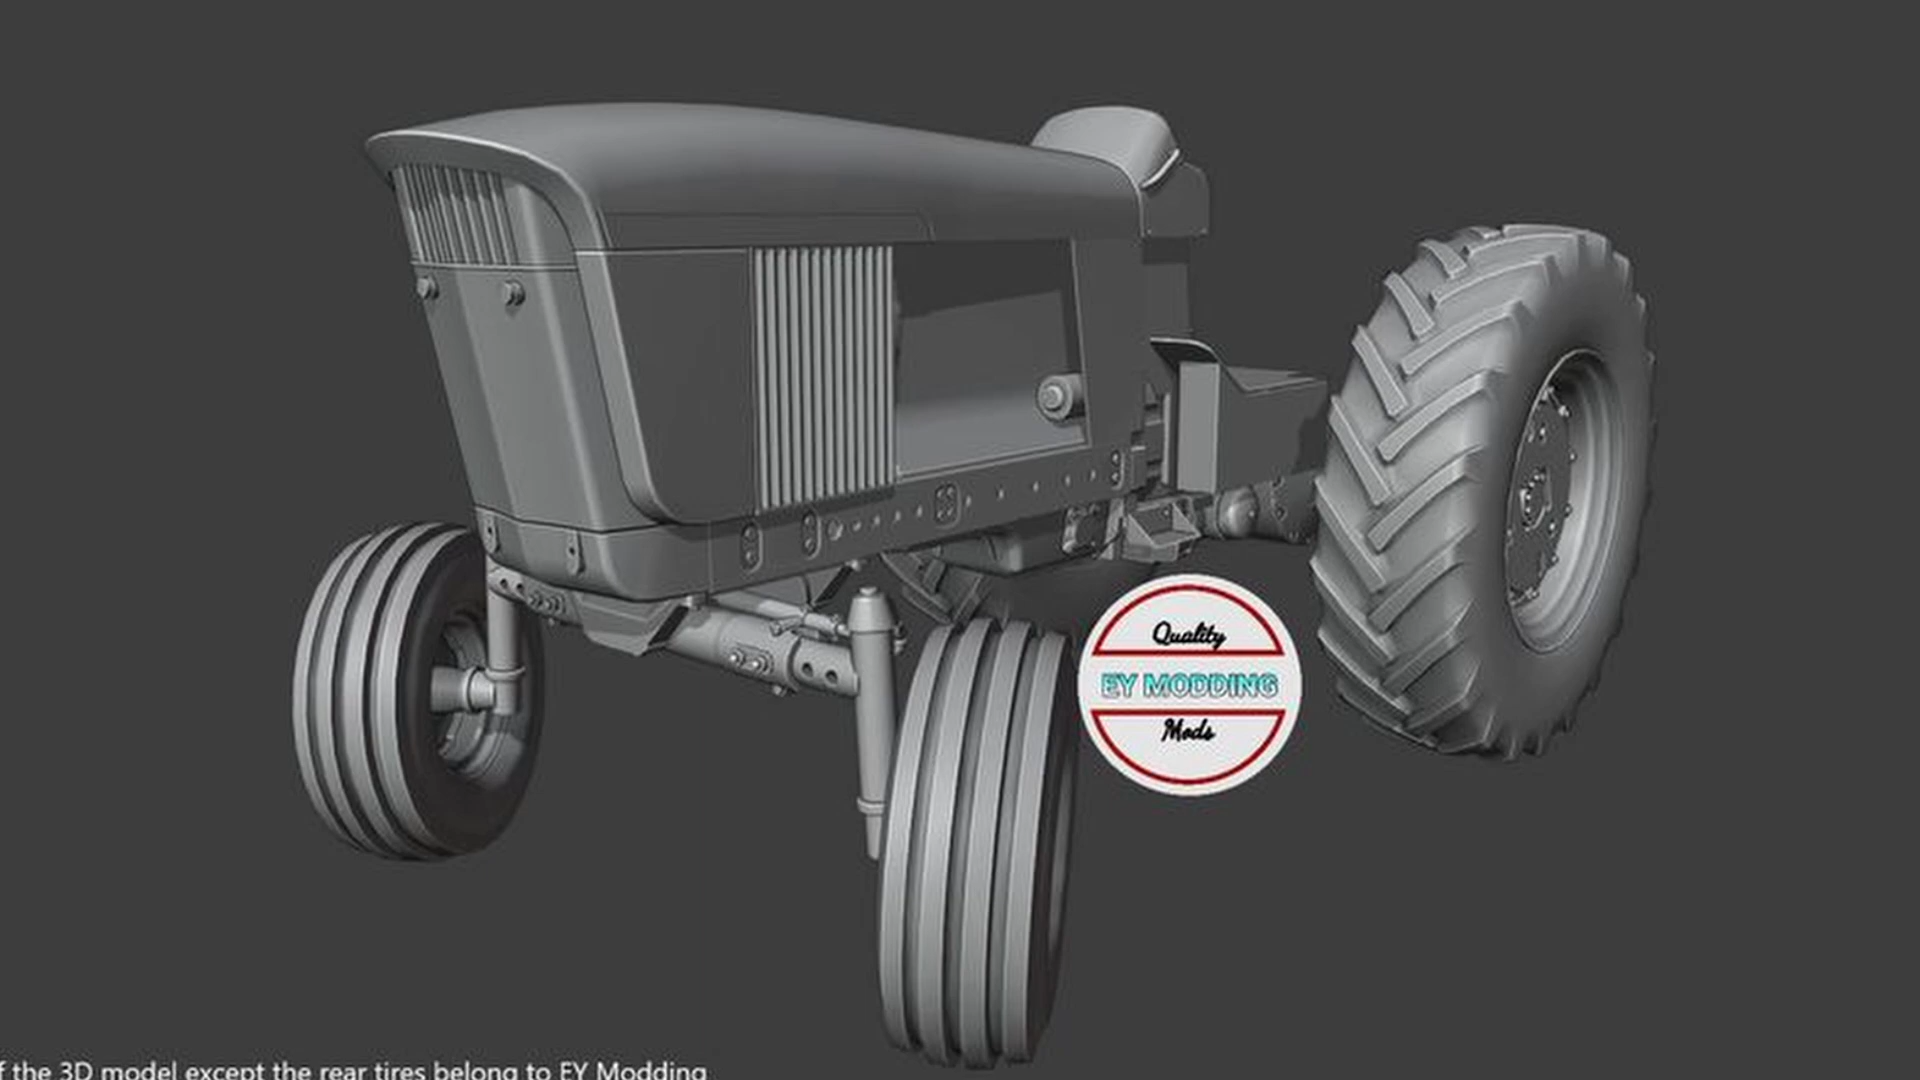 Quality
EY MODDING
Mods
f the 3D model except the rear tires belong to EY Modding